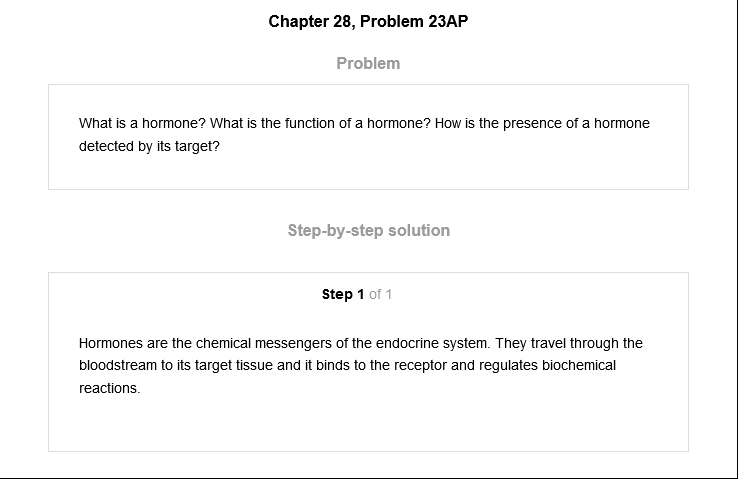 Chapter 28, Problem 23AP
Problem
What is a hormone? What is the function of a hormone? How is the presence of a hormone
detected by its target?
Step-by-step solution
Step 1 of 1
Hormones are the chemical messengers of the endocrine system. They travel through the
bloodstream to its target tissue and it binds to the receptor and regulates biochemical
reactions.